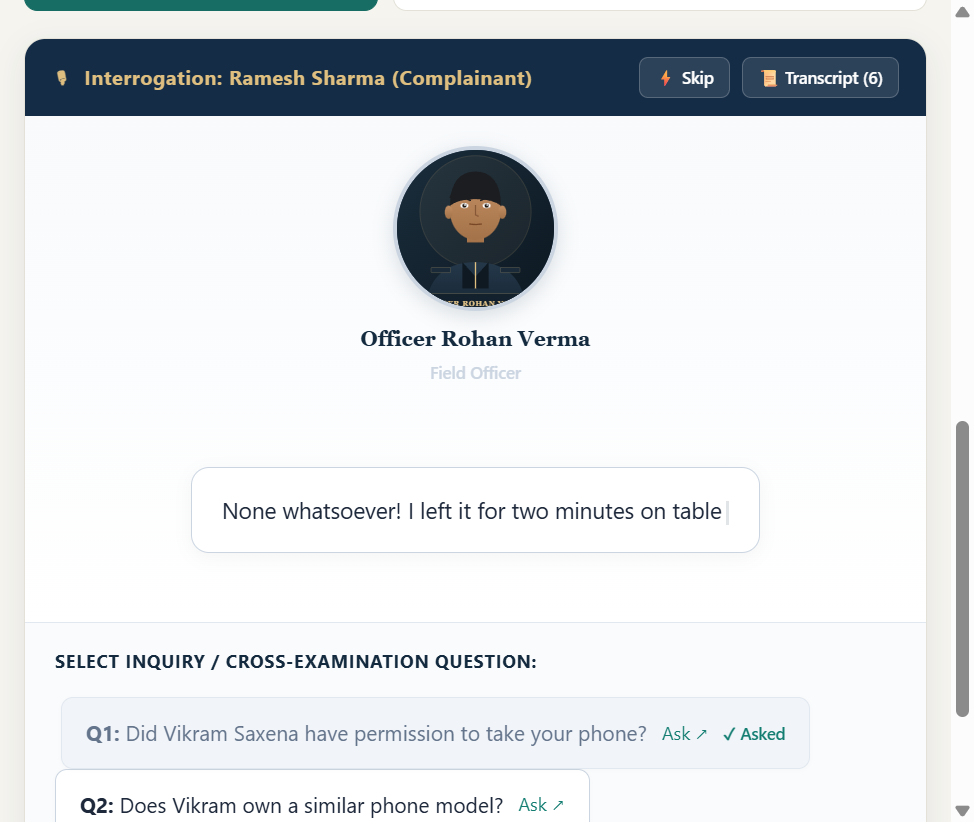 Interrogation: Ramesh Sharma (Complainant)
Skip
Transcript (6)
ER ROHAN
Officer Rohan Verma
Field Officer
None whatsoever! I left it for two minutes on table
SELECT INQUIRY / CROSS-EXAMINATION QUESTION:
Q1: Did Vikram Saxena have permission to take your phone? Ask ↗ ✓ Asked
Q2: Does Vikram own a similar phone model? Ask ↗